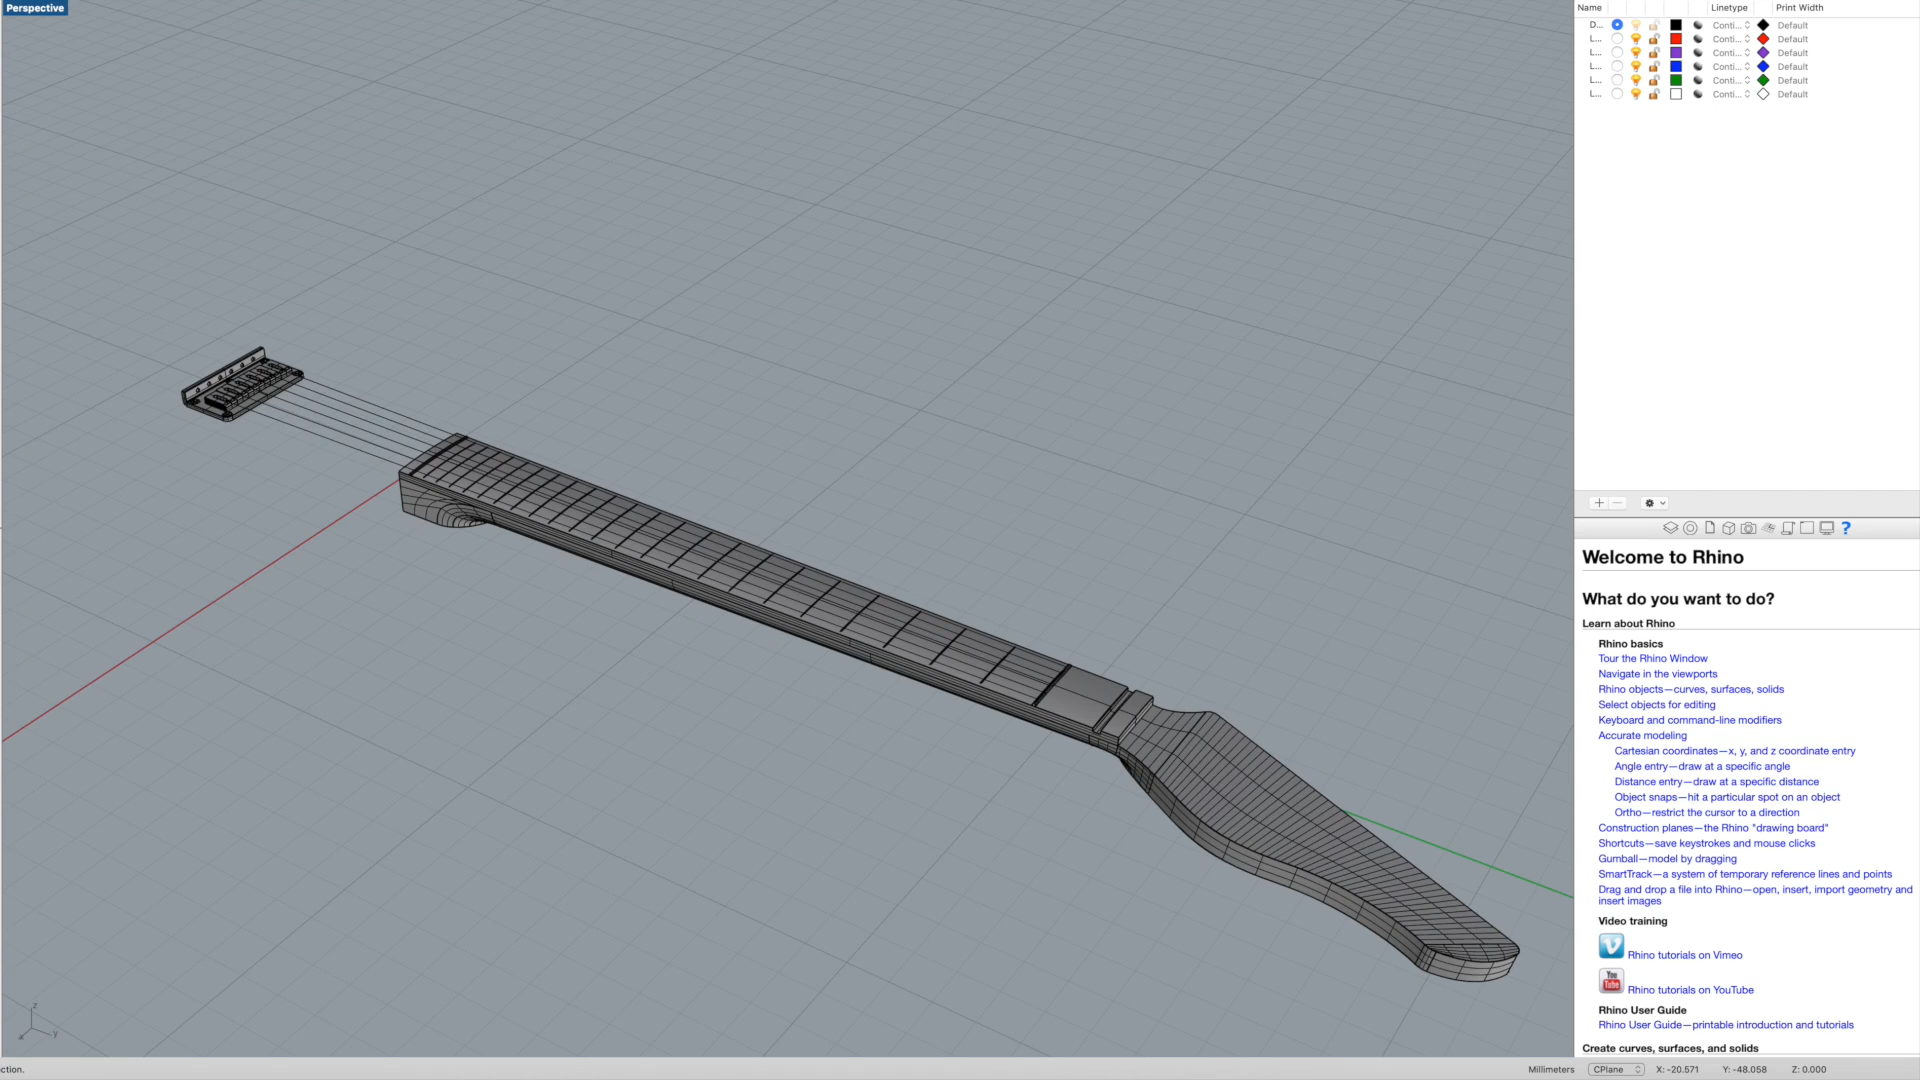 Perspective
Name Linetype Print Width
D... Conti... Default
L... Conti... Default
L... Conti... Default
L... Conti... Default
L... Conti... Default
L... Conti... Default
Welcome to Rhino
What do you want to do?
Learn about Rhino
Rhino basics
Tour the Rhino Window
Navigate in the viewports
Rhino objects—curves, surfaces, solids
Select objects for editing
Keyboard and command-line modifiers
Accurate modeling
Cartesian coordinates—x, y, and z coordinate entry
Angle entry—draw at a specific angle
Distance entry—draw at a specific distance
Object snaps—hit a particular spot on an object
Ortho—restrict the cursor to a direction
Construction planes—the Rhino "drawing board"
Shortcuts—save keystrokes and mouse clicks
Gumball—model by dragging
SmartTrack—a system of temporary reference lines and points
Drag and drop a file into Rhino—open, insert, import geometry and
insert images
Video training
Rhino tutorials on Vimeo
You
Tube
Rhino tutorials on YouTube
Rhino User Guide
Rhino User Guide—printable introduction and tutorials
Create curves, surfaces, and solids
z
x y
ction.
Millimeters CPlane X: -20.571 Y: -48.058 Z: 0.000